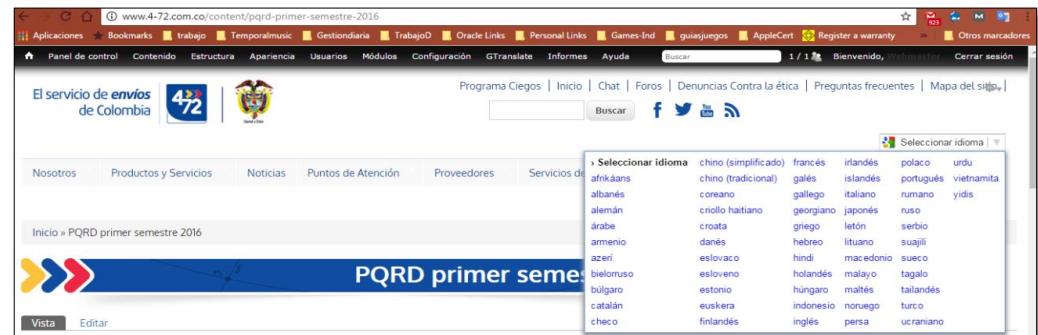 www.4-72.com.co/content/pqrd-primer-semestre-2016
923
Aplicaciones Bookmarks trabajo Temporalmusic Gestiondiaria TrabajoD Oracle Links Personal Links Games-Ind guiasjuegos AppleCert Register a warranty » Otros marcadores
Panel de control Contenido Estructura Apariencia Usuarios Módulos Configuración GTranslate Informes Ayuda Buscar 1 / 1 Bienvenido, Webmaster Cerrar sesión
El servicio de envíos
de Colombia
472
Programa Ciegos | Inicio | Chat | Foros | Denuncias Contra la ética | Preguntas frecuentes | Mapa del sitio |
Buscar
You Tube
Seleccionar idioma
Nosotros Productos y Servicios Noticias Puntos de Atención Proveedores Servicios de
› Seleccionar idioma chino (simplificado) francés irlandés polaco urdu
afrikáans chino (tradicional) galés islandés portugués vietnamita
albanés coreano gallego italiano rumano yidis
alemán criollo haitiano georgiano japonés ruso
árabe croata griego letón serbio
armenio danés hebreo lituano suajili
azerí eslovaco hindi macedonio sueco
bielorruso esloveno holandés malayo tagalo
búlgaro estonio húngaro maltés tailandés
catalán euskera indonesio noruego turco
checo finlandés inglés persa ucraniano
Inicio » PQRD primer semestre 2016
PQRD primer semes
Vista Editar